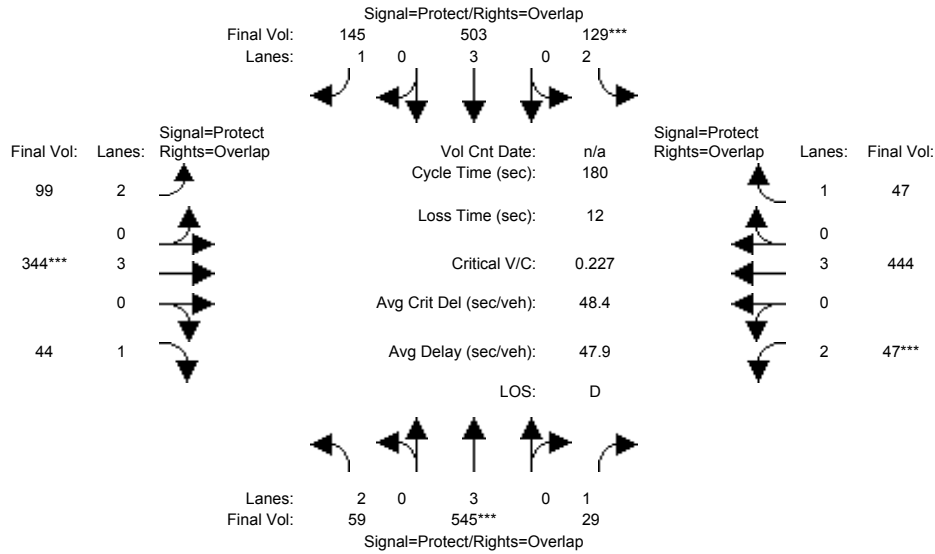 Signal=Protect/Rights=Overlap
Final Vol: 145 503 129***
Lanes: 1 0 3 0 2
Signal=Protect Signal=Protect
Final Vol: Lanes: Rights=Overlap Vol Cnt Date: n/a Rights=Overlap Lanes: Final Vol:
Cycle Time (sec): 180
99 2 1 47
Loss Time (sec): 12
0 0
344*** 3 Critical V/C: 0.227 3 444
0 Avg Crit Del (sec/veh): 48.4 0
44 1 Avg Delay (sec/veh): 47.9 2 47***
LOS: D
Lanes: 2 0 3 0 1
Final Vol: 59 545*** 29
Signal=Protect/Rights=Overlap